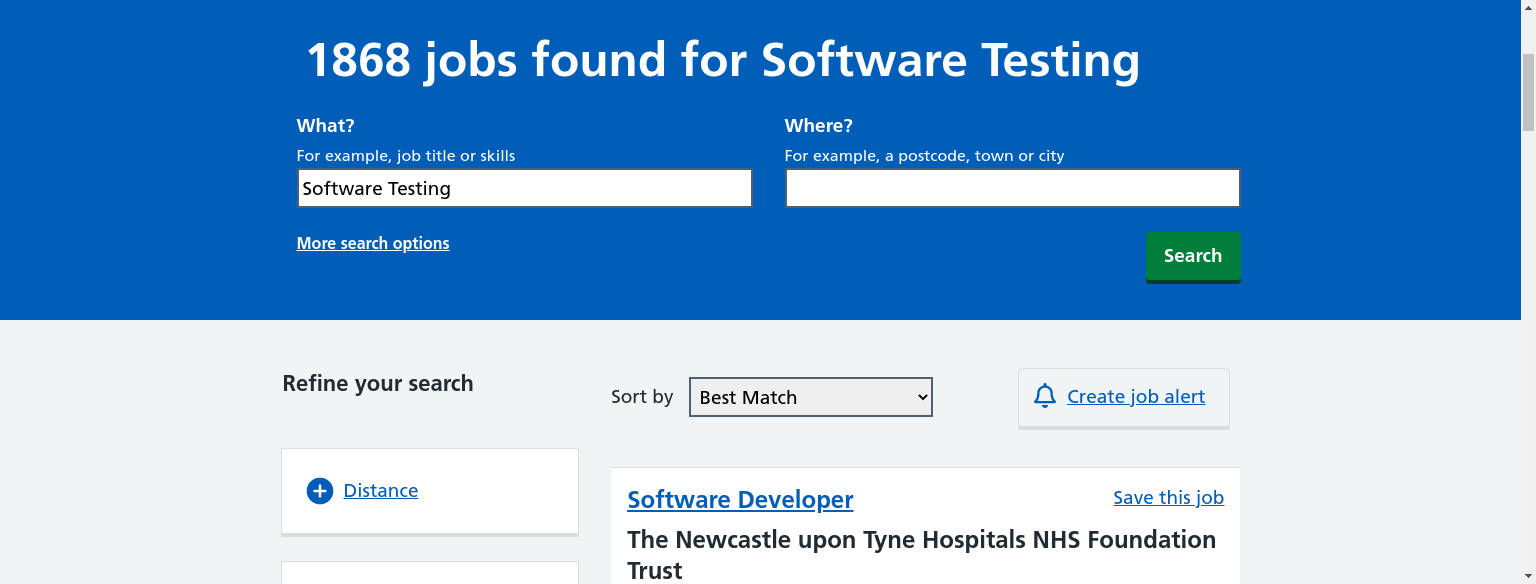 1868 jobs found for Software Testing
What?
For example, job title or skills
Software Testing
Where?
For example, a postcode, town or city
More search options
Search
Refine your search
Sort by
Best Match
Create job alert
Distance
Software Developer
Save this job
The Newcastle upon Tyne Hospitals NHS Foundation
Trust